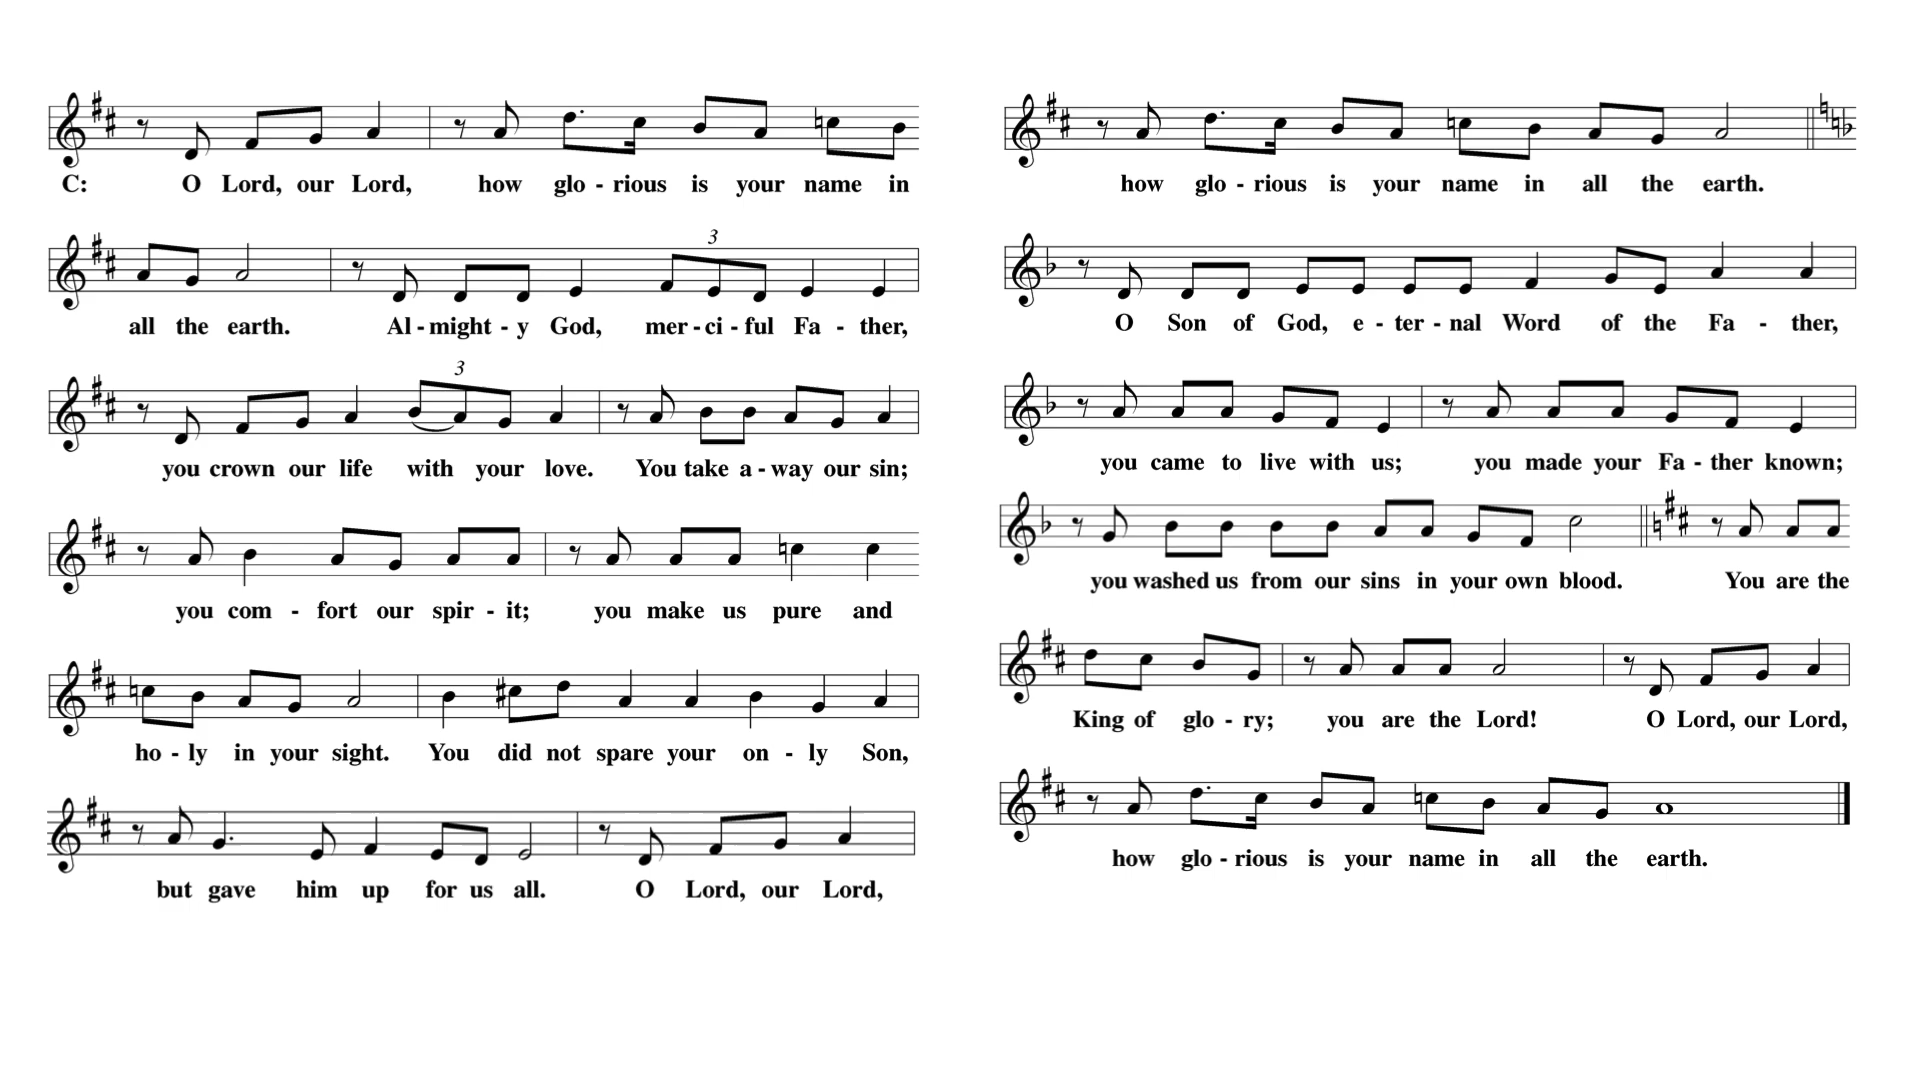 C: O Lord, our Lord, how glo - rious is your name in
all the earth. Al - might - y God, mer - ci - ful Fa - ther,
3
you crown our life with your love. You take a - way our sin;
3
you com - fort our spir - it; you make us pure and
ho - ly in your sight. You did not spare your on - ly Son,
but gave him up for us all. O Lord, our Lord,
how glo - rious is your name in all the earth.
O Son of God, e - ter - nal Word of the Fa - ther,
you came to live with us; you made your Fa - ther known;
you washed us from our sins in your own blood. You are the
King of glo - ry; you are the Lord! O Lord, our Lord,
how glo - rious is your name in all the earth.